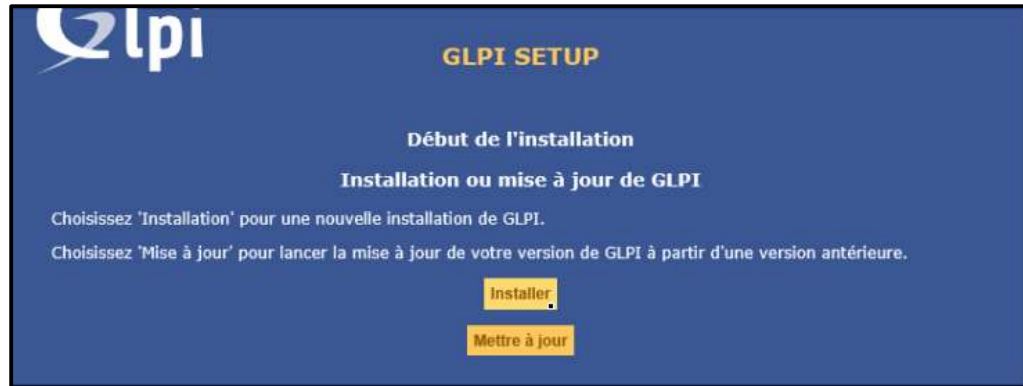 Glpi
GLPI SETUP
Début de l'installation
Installation ou mise à jour de GLPI
Choisissez 'Installation' pour une nouvelle installation de GLPI.
Choisissez 'Mise à jour' pour lancer la mise à jour de votre version de GLPI à partir d'une version antérieure.
Installer
Mettre à jour